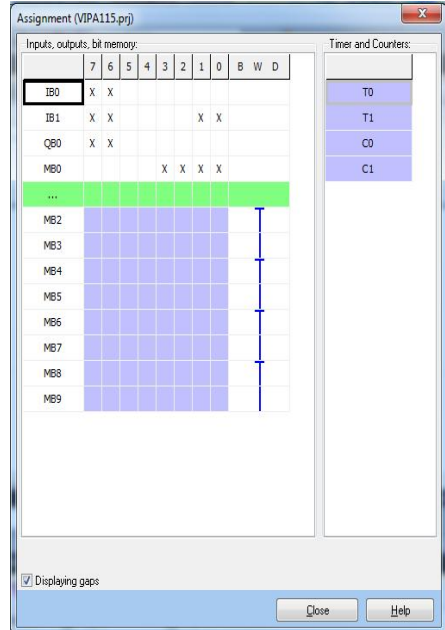 Assignment (VIPA115.prj)
Inputs, outputs, bit memory:
Timer and Counters:
7 6 5 4 3 2 1 0 B W D
IB0 X X
IB1 X X X X
QB0 X X
MB0 X X X X
...
MB2
MB3
MB4
MB5
MB6
MB7
MB8
MB9
T0
T1
C0
C1
Displaying gaps
Close
Help